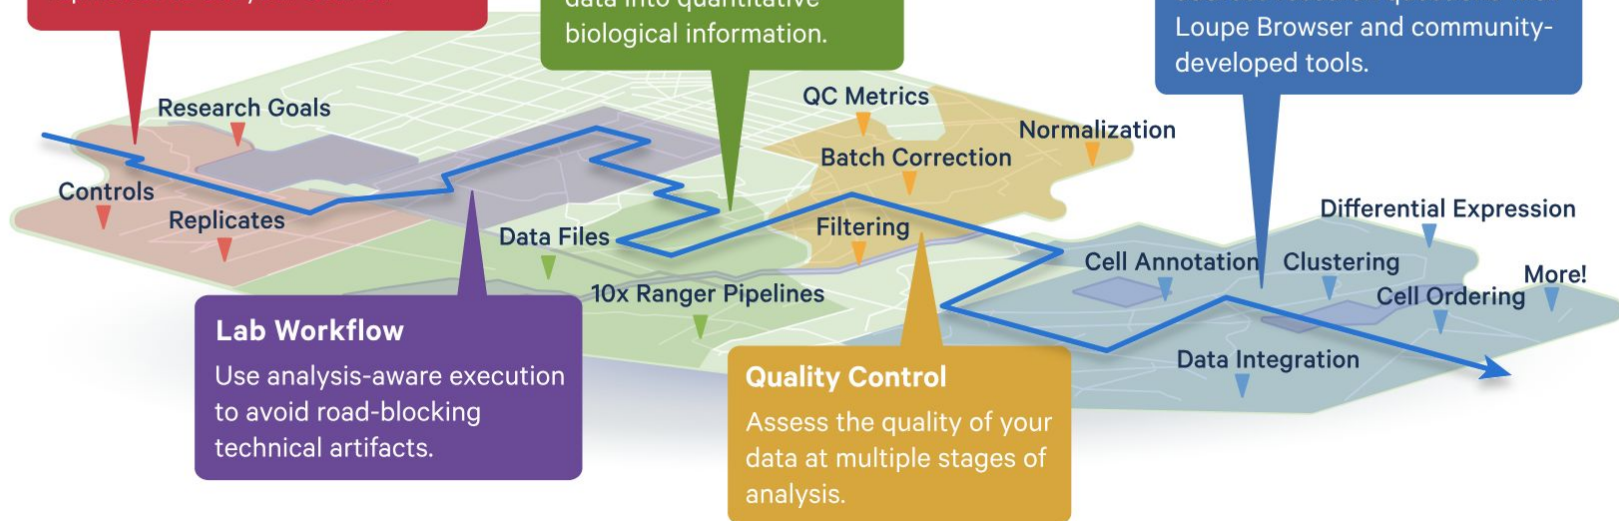 data into quantitative
biological information.
Loupe Browser and community-
developed tools.
Research Goals
Controls
Replicates
Data Files
10x Ranger Pipelines
QC Metrics
Normalization
Batch Correction
Filtering
Differential Expression
Cell Annotation
Clustering
More!
Cell Ordering
Data Integration
Lab Workflow
Use analysis-aware execution
to avoid road-blocking
technical artifacts.
Quality Control
Assess the quality of your
data at multiple stages of
analysis.